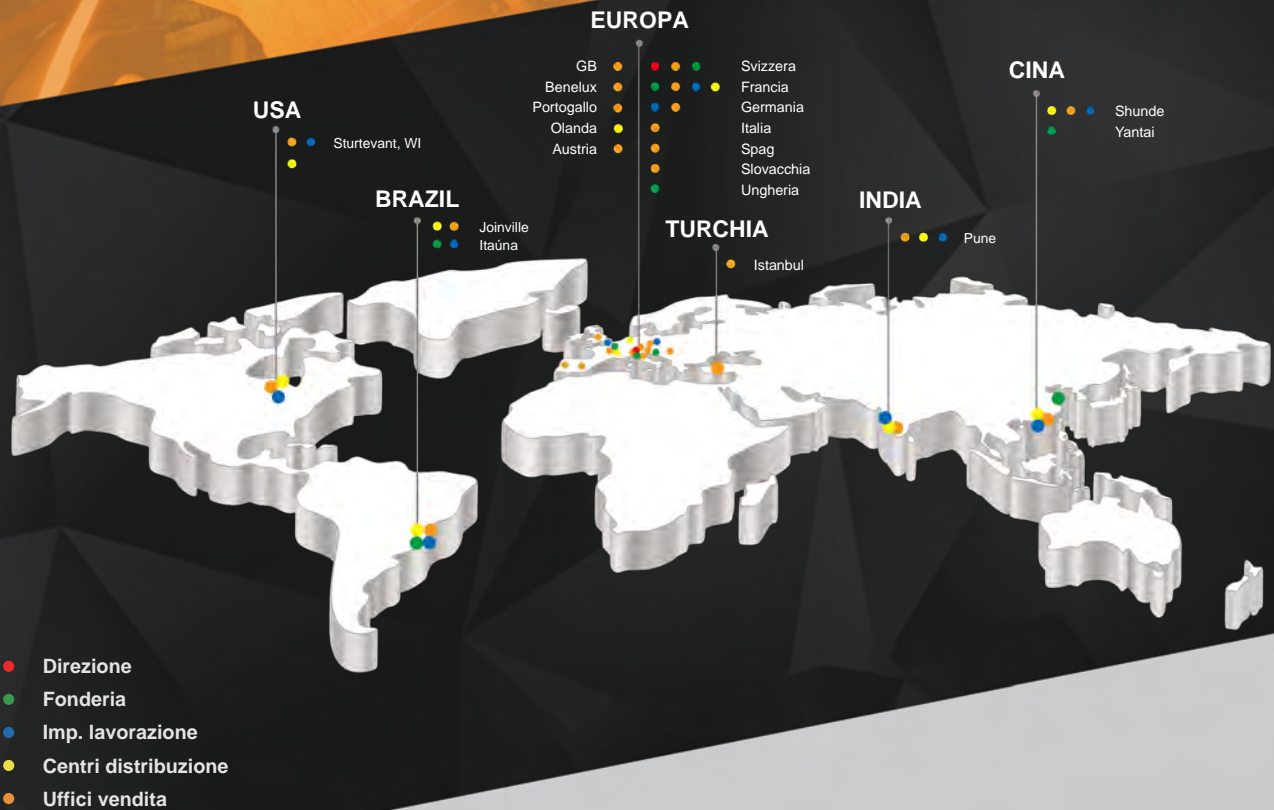 EUROPA
GB
Benelux
Portogallo
Olanda
Austria
Svizzera
Francia
Germania
Italia
Spag
Slovacchia
Ungheria
CINA
Shunde
Yantai
USA
Sturtevant, WI
BRAZIL
Joinville
Itaúna
TURCHIA
Istanbul
INDIA
Pune
Direzione
Fonderia
Imp. lavorazione
Centri distribuzione
Uffici vendita